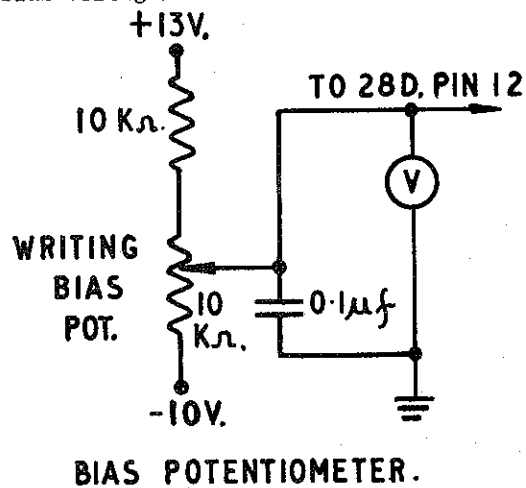 +13V.
10 KΩ.
TO 28D, PIN 12
V
WRITING
BIAS
POT.
10
KΩ.
0·1µf
-10V.
BIAS POTENTIOMETER.